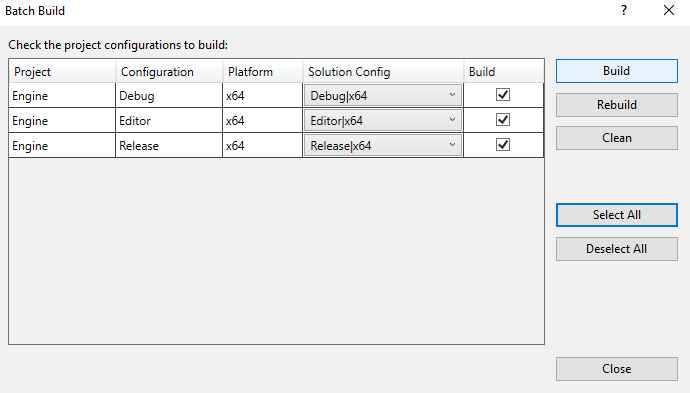 Batch Build ?
Check the project configurations to build:
Project Configuration Platform Solution Config Build
Engine Debug x64 Debug|x64
Engine Editor x64 Editor|x64
Engine Release x64 Release|x64
Build
Rebuild
Clean
Select All
Deselect All
Close